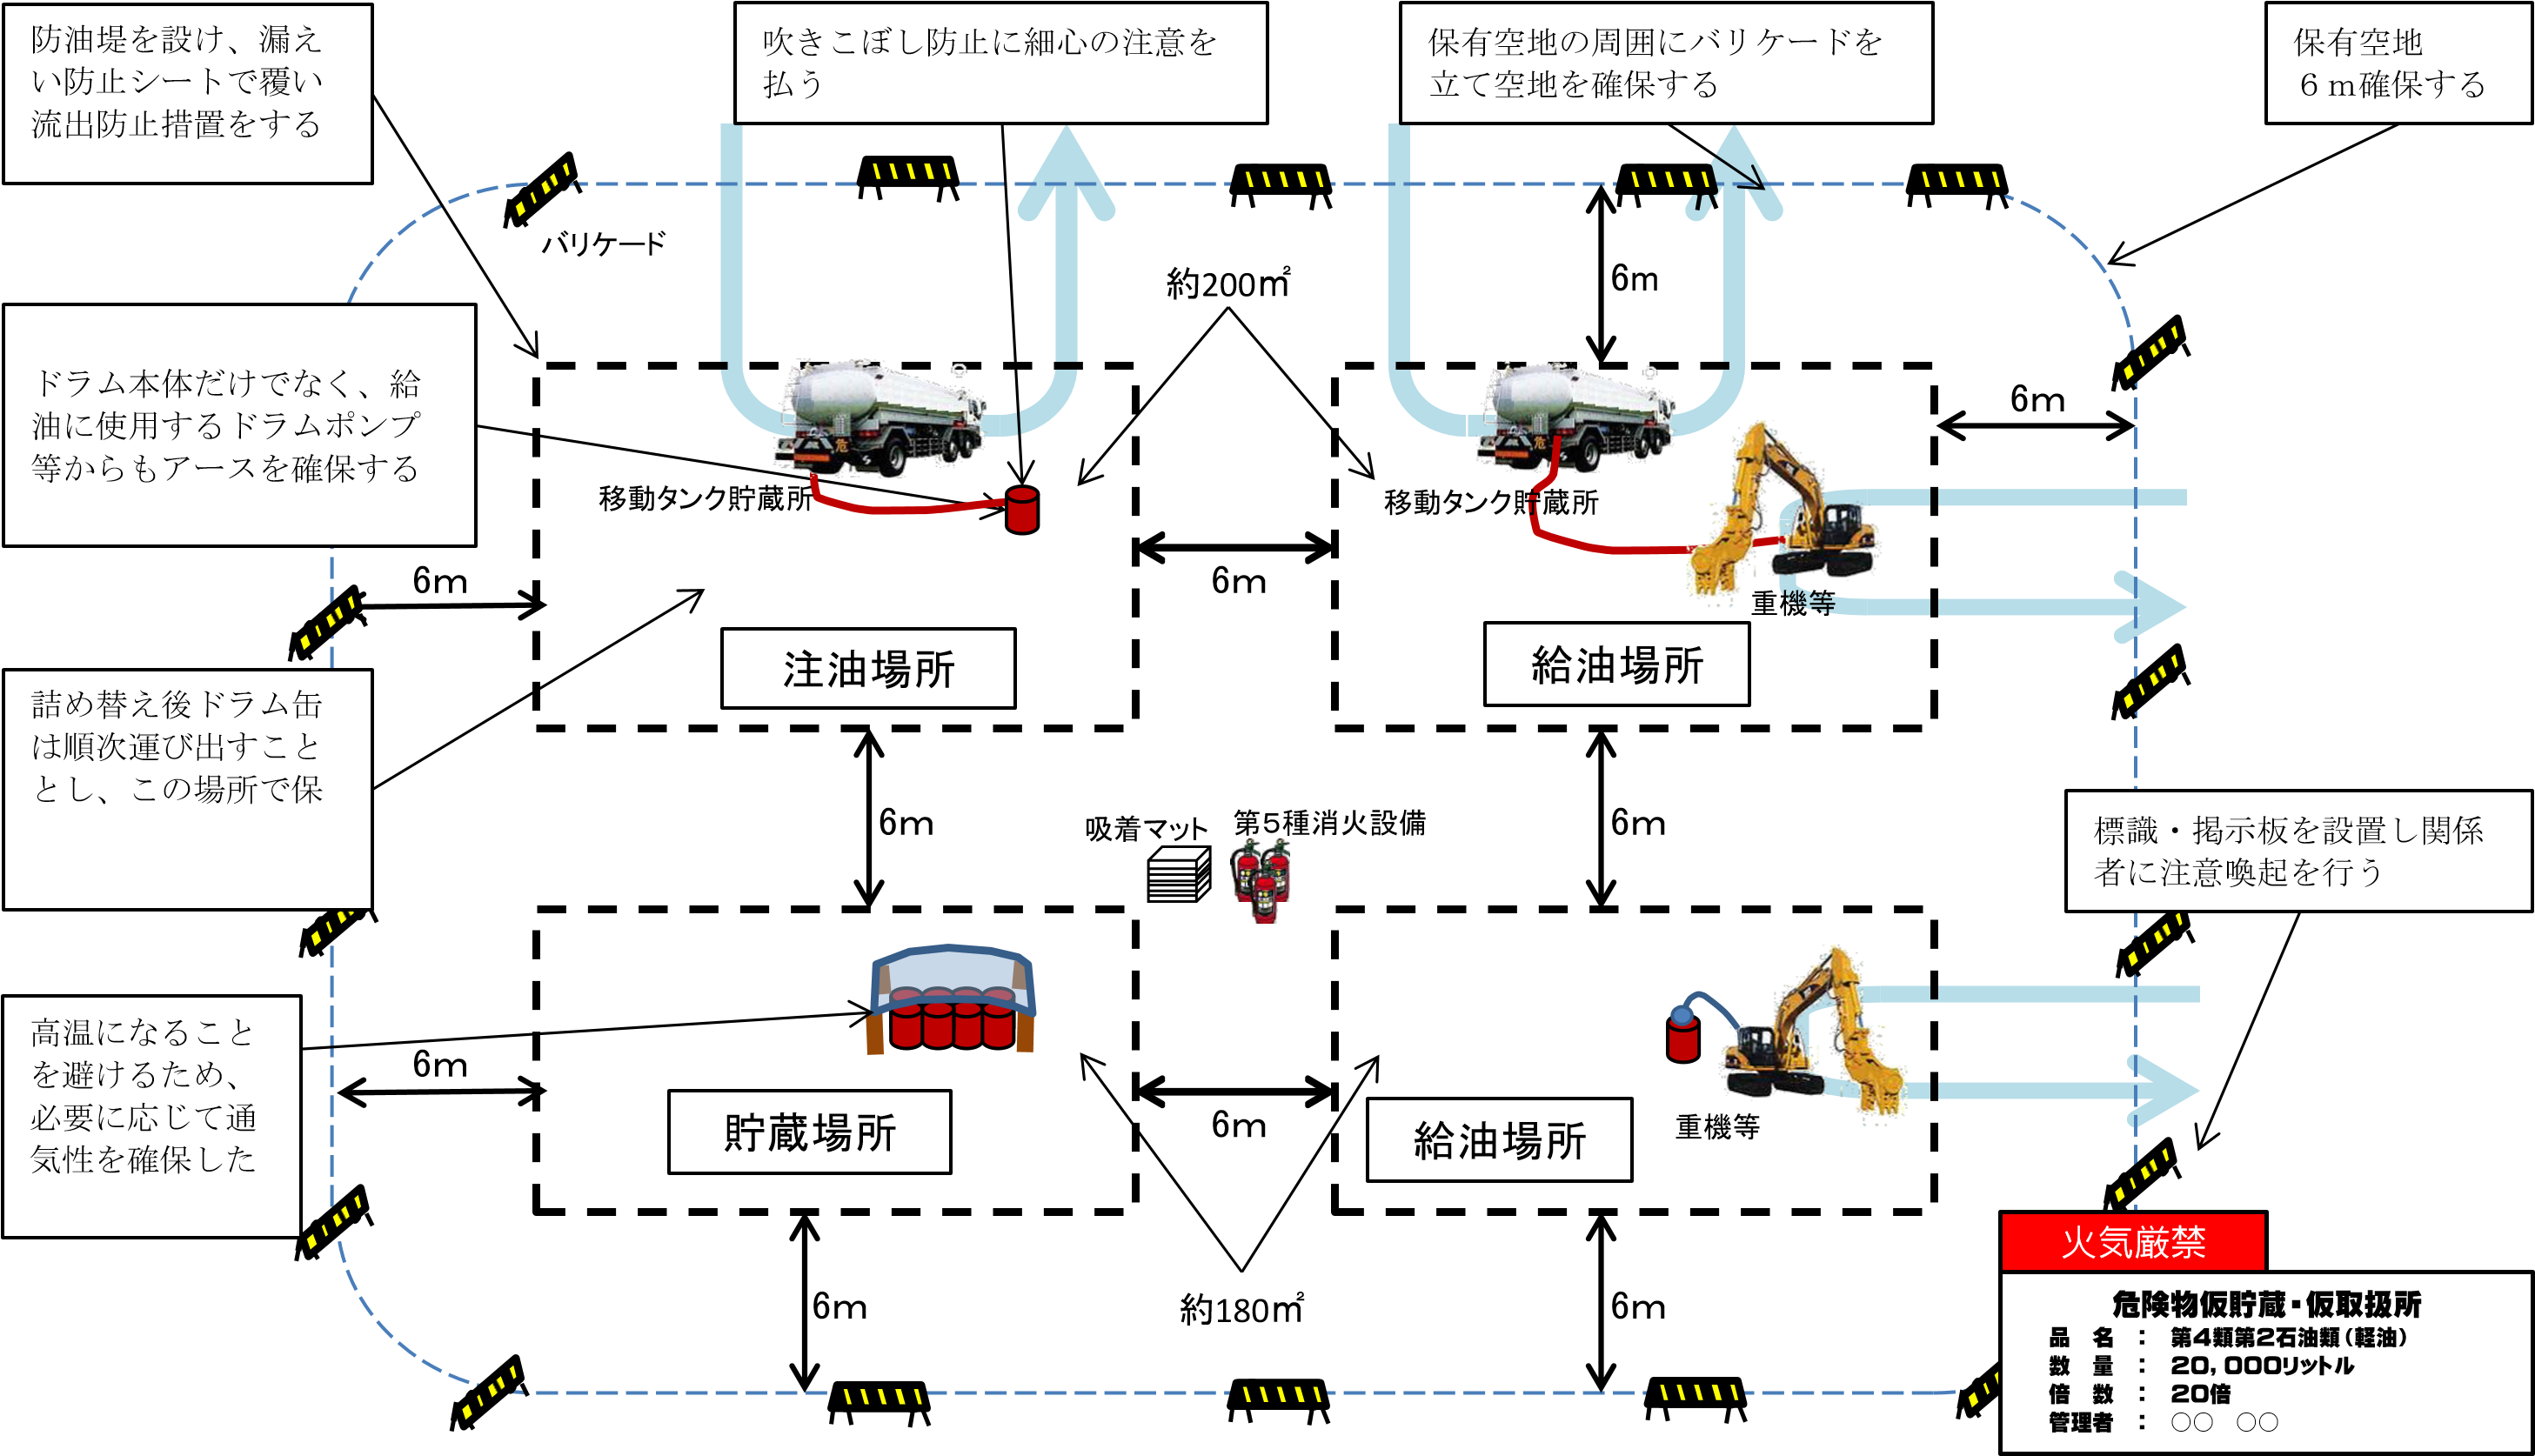 防油堤を設け、漏え
い防止シートで覆い
流出防止措置をする
吹きこぼし防止に細心の注意を
払う
保有空地の周囲にバリケードを
立て空地を確保する
保有空地
６ｍ確保する
バリケード
約200㎡
6m
ドラム本体だけでなく、給
油に使用するドラムポンプ
等からもアースを確保する
6m
移動タンク貯蔵所
移動タンク貯蔵所
6m
6m
重機等
注油場所
給油場所
詰め替え後ドラム缶
は順次運び出すこと
とし、この場所で保
6m
吸着マット
第５種消火設備
6m
標識・掲示板を設置し関係
者に注意喚起を行う
高温になること
を避けるため、
必要に応じて通
気性を確保した
6m
貯蔵場所
6m
給油場所
重機等
6m
約180㎡
6m
火気厳禁
危険物仮貯蔵・仮取扱所
品　名　：　第4類第2石油類（軽油）
数　量　：　20,000リットル
倍　数　：　20倍
管理者　：　○○　○○